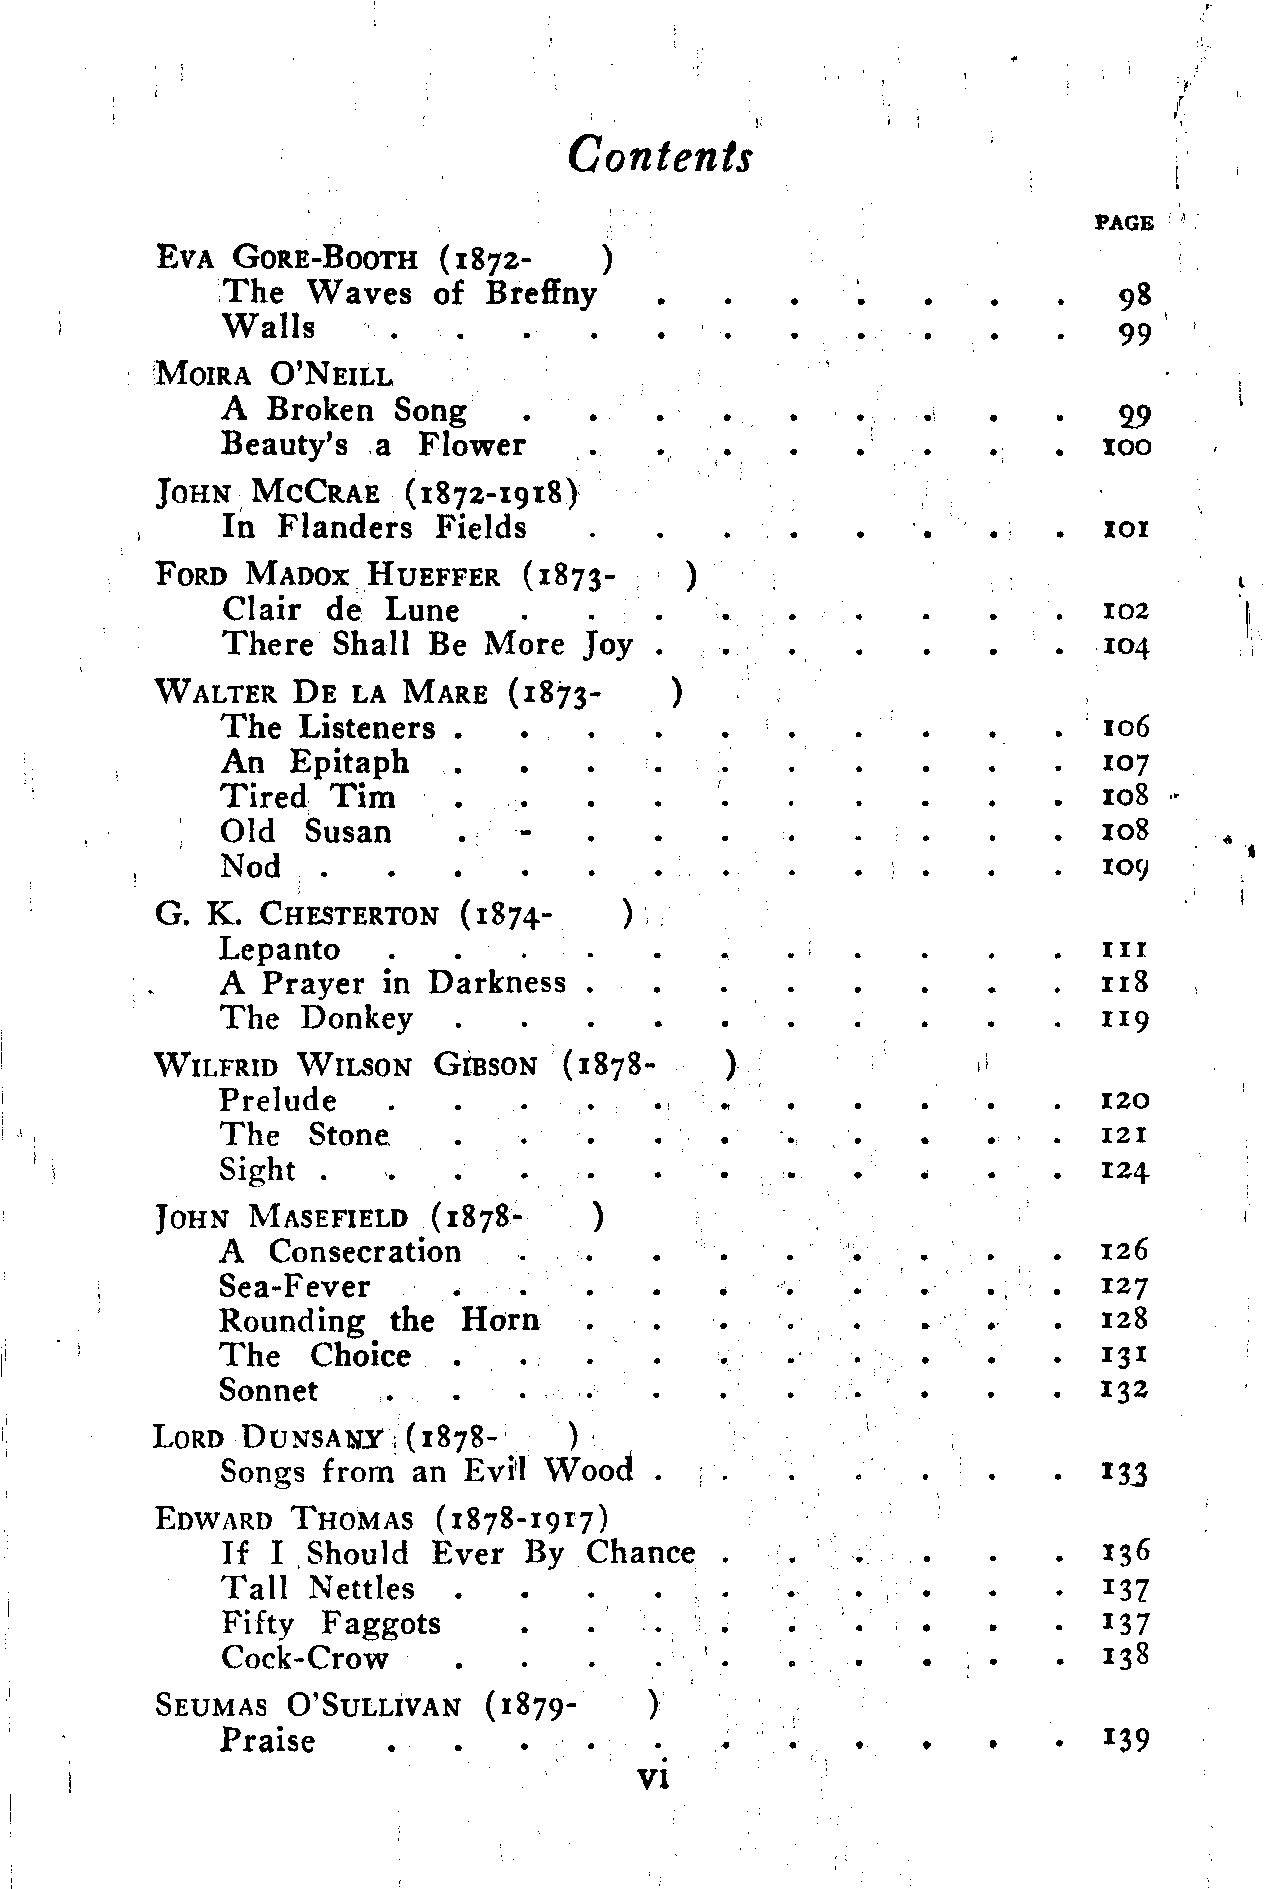 Contents
PAGE
EVA GORE-BOOTH (1872- )
The Waves of Breffny . . . . . . . 98
Walls . . . . . . . . . . . 99
MOIRA O'NEILL
A Broken Song . . . . . . . . . 99
Beauty's a Flower . . . . . . . . 100
JOHN MCCRAE (1872-1918)
In Flanders Fields . . . . . . . . 101
FORD MADOX HUEFFER (1873- )
Clair de Lune . . . . . . . . . 102
There Shall Be More Joy . . . . . . . 104
WALTER DE LA MARE (1873- )
The Listeners . . . . . . . . . . 106
An Epitaph . . . . . . . . . . 107
Tired Tim . . . . . . . . . . 108
Old Susan . - . . . . . . . . 108
Nod . . . . . . . . . . . . 109
G. K. CHESTERTON (1874- )
Lepanto . . . . . . . . . . . 111
A Prayer in Darkness . . . . . . . . 118
The Donkey . . . . . . . . . . 119
WILFRID WILSON GIBSON (1878- )
Prelude . . . . . . . . . . . 120
The Stone . . . . . . . . . . 121
Sight . . . . . . . . . . . . 124
JOHN MASEFIELD (1878- )
A Consecration . . . . . . . . . 126
Sea-Fever . . . . . . . . . . 127
Rounding the Horn . . . . . . . . 128
The Choice . . . . . . . . . . 131
Sonnet . . . . . . . . . . . 132
LORD DUNSANY (1878- )
Songs from an Evil Wood . . . . . . . 133
EDWARD THOMAS (1878-1917)
If I Should Ever By Chance . . . . . . 136
Tall Nettles . . . . . . . . . . 137
Fifty Faggots . . . . . . . . . 137
Cock-Crow . . . . . . . . . . 138
SEUMAS O'SULLIVAN (1879- )
Praise . . . . . . . . . . . 139
vi